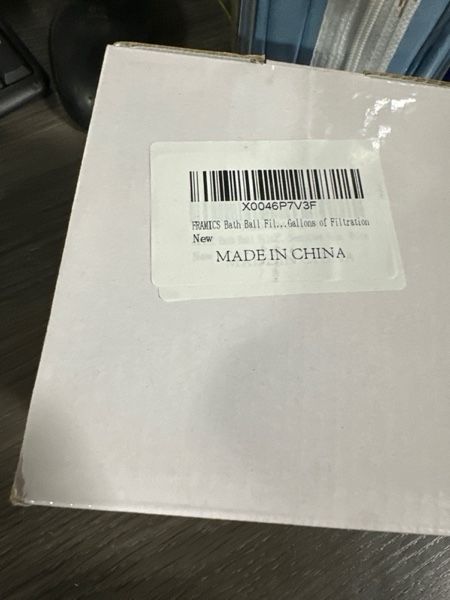 X0046P7V3F
FRAMICS Bath Ball Fil...Gallons of Filtration
New
MADE IN CHINA